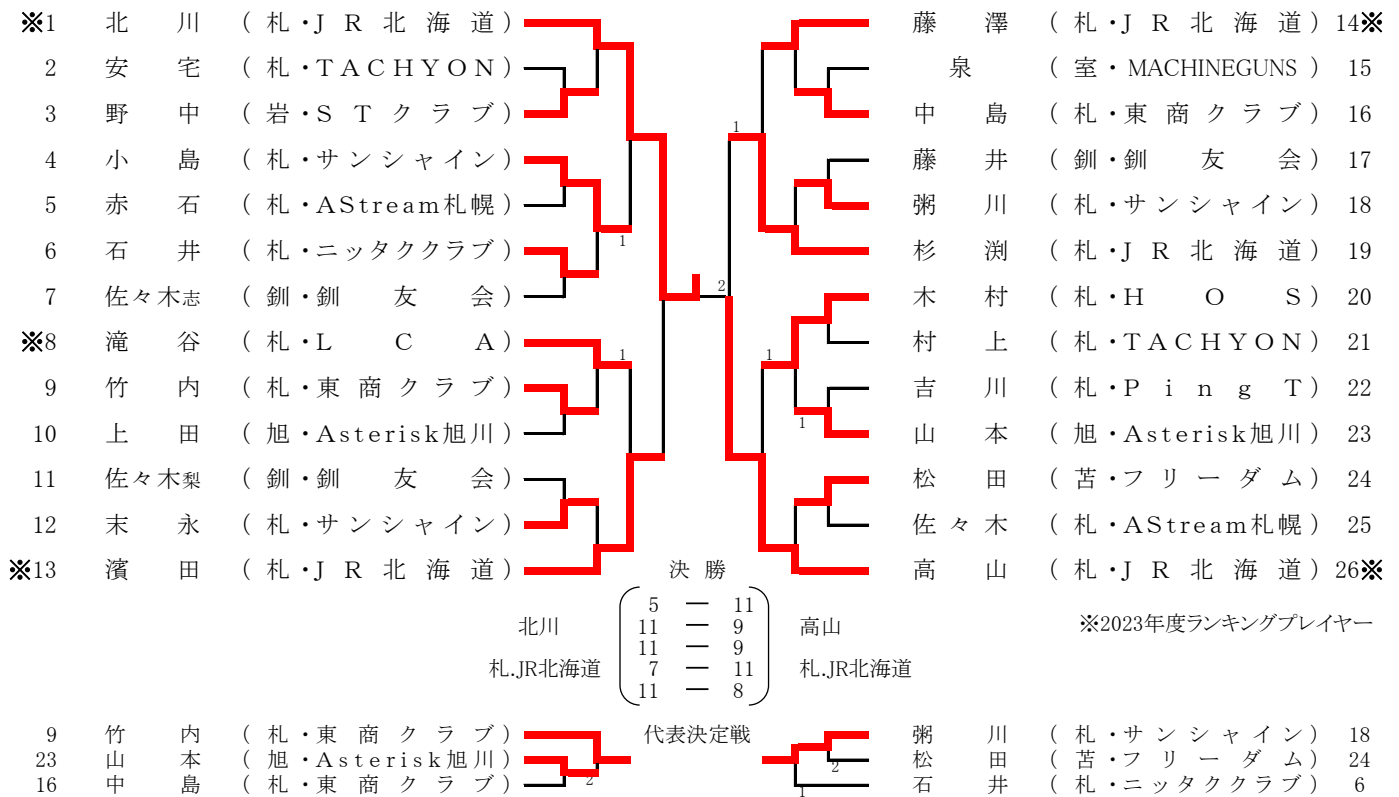 ※1 北川 (札・JR北海道) 藤澤 (札・JR北海道) 14※
2 安宅 (札・TACHYON) 泉 (室・MACHINEGUNS) 15
3 野中 (岩・STクラブ) 中島 (札・東商クラブ) 16
1
4 小島 (札・サンシャイン) 藤井 (釧・釧友会) 17
5 赤石 (札・AStream札幌) 粥川 (札・サンシャイン) 18
1
6 石井 (札・ニッタククラブ) 杉渕 (札・JR北海道) 19
2
7 佐々木志 (釧・釧友会) 木村 (札・HOS) 20
※8 滝谷 (札・LCA) 村上 (札・TACHYON) 21
1 1
9 竹内 (札・東商クラブ) 吉川 (札・PingT) 22
1
10 上田 (旭・Asterisk旭川) 山本 (旭・Asterisk旭川) 23
11 佐々木梨 (釧・釧友会) 松田 (苫・フリーダム) 24
12 末永 (札・サンシャイン) 佐々木 (札・AStream札幌) 25
※13 濱田 (札・JR北海道) 高山 (札・JR北海道) 26※
決勝
5 ― 11
北川 11 ― 9 高山
※2023年度ランキングプレイヤー
11 ― 9
札.JR北海道 7 ― 11 札.JR北海道
11 ― 8
代表決定戦
9 竹内 (札・東商クラブ) 粥川 (札・サンシャイン) 18
23 山本 (旭・Asterisk旭川) 松田 (苫・フリーダム) 24
2 2
16 中島 (札・東商クラブ) 石井 (札・ニッタククラブ) 6
1